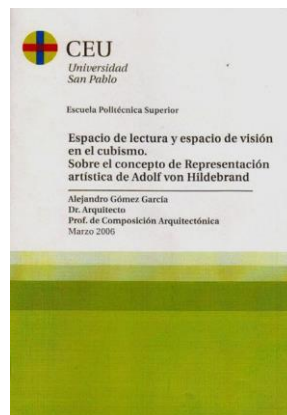 CEU
Universidad
San Pablo
Escuela Politécnica Superior
Espacio de lectura y espacio de visión
en el cubismo.
Sobre el concepto de Representación
artística de Adolf von Hildebrand
Alejandro Gómez García
Dr. Arquitecto
Prof. de Composición Arquitectónica
Marzo 2006